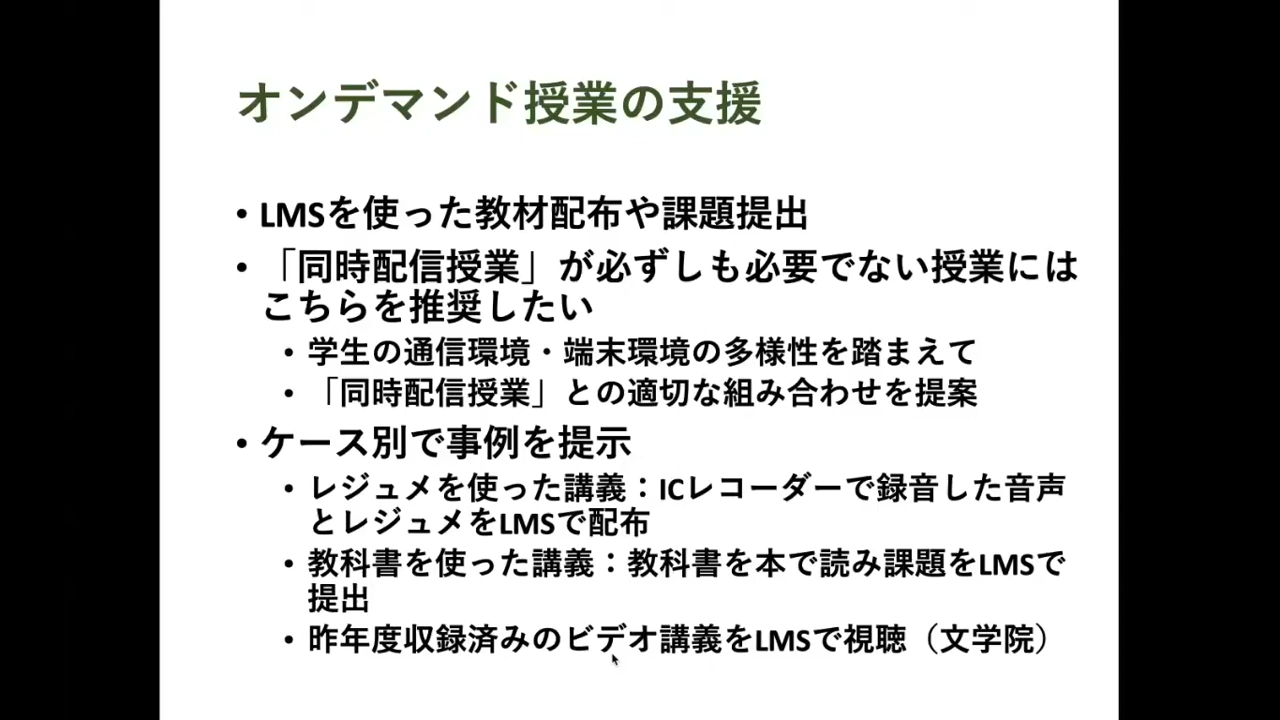 オンデマンド授業の支援
• LMSを使った教材配布や課題提出
• 「同時配信授業」が必ずしも必要でない授業には
こちらを推奨したい
• 学生の通信環境・端末環境の多様性を踏まえて
• 「同時配信授業」との適切な組み合わせを提案
• ケース別で事例を提示
• レジュメを使った講義：ICレコーダーで録音した音声
とレジュメをLMSで配布
• 教科書を使った講義：教科書を本で読み課題をLMSで
提出
• 昨年度収録済みのビデオ講義をLMSで視聴（文学院）